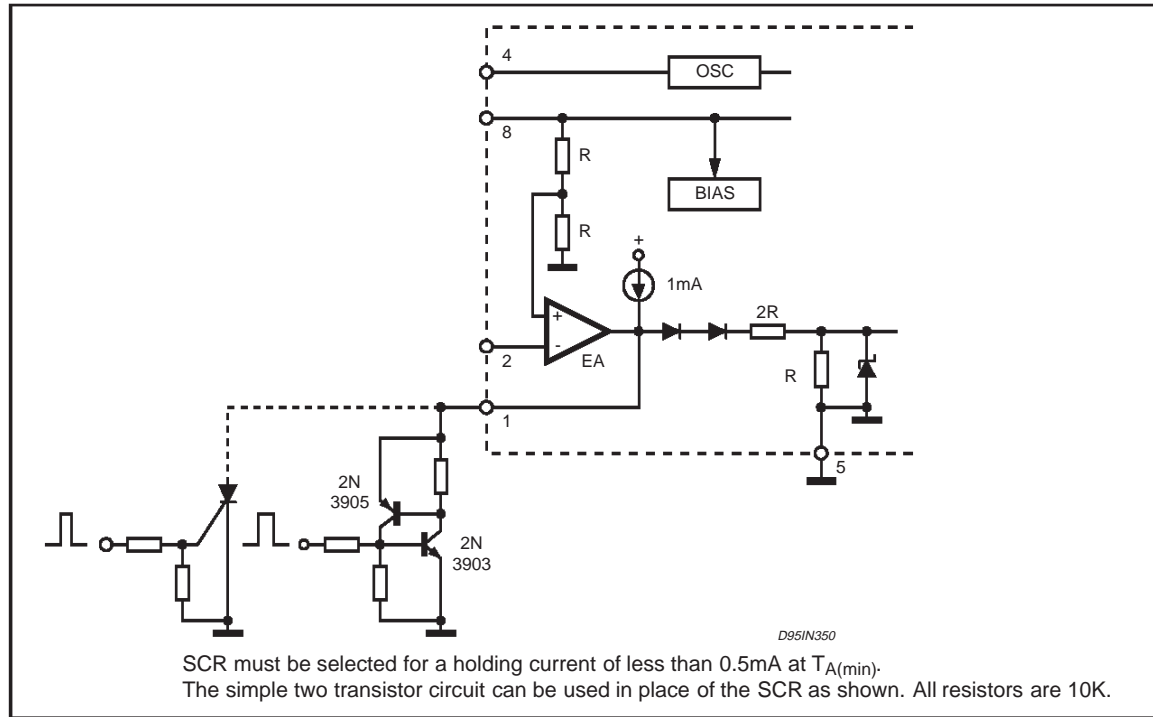 4
OSC
8
R
BIAS
R
+
1mA
+
2R
2
-
EA
R
1
5
2N
3905
2N
3903
D95IN350
SCR must be selected for a holding current of less than 0.5mA at TA(min).
The simple two transistor circuit can be used in place of the SCR as shown. All resistors are 10K.